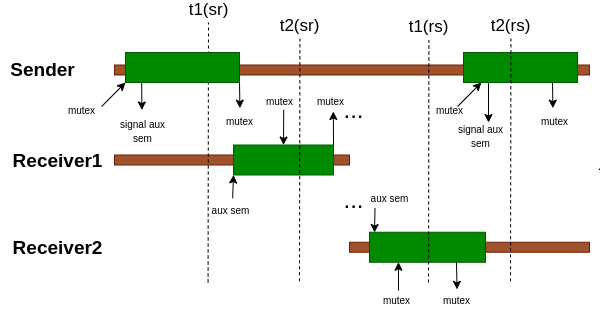 t1(sr)
t2(sr)
t1(rs)
t2(rs)
Sender
mutex
signal aux
sem
mutex
mutex
mutex
...
mutex
signal aux
sem
mutex
Receiver1
aux sem
...
aux sem
Receiver2
mutex
mutex
.